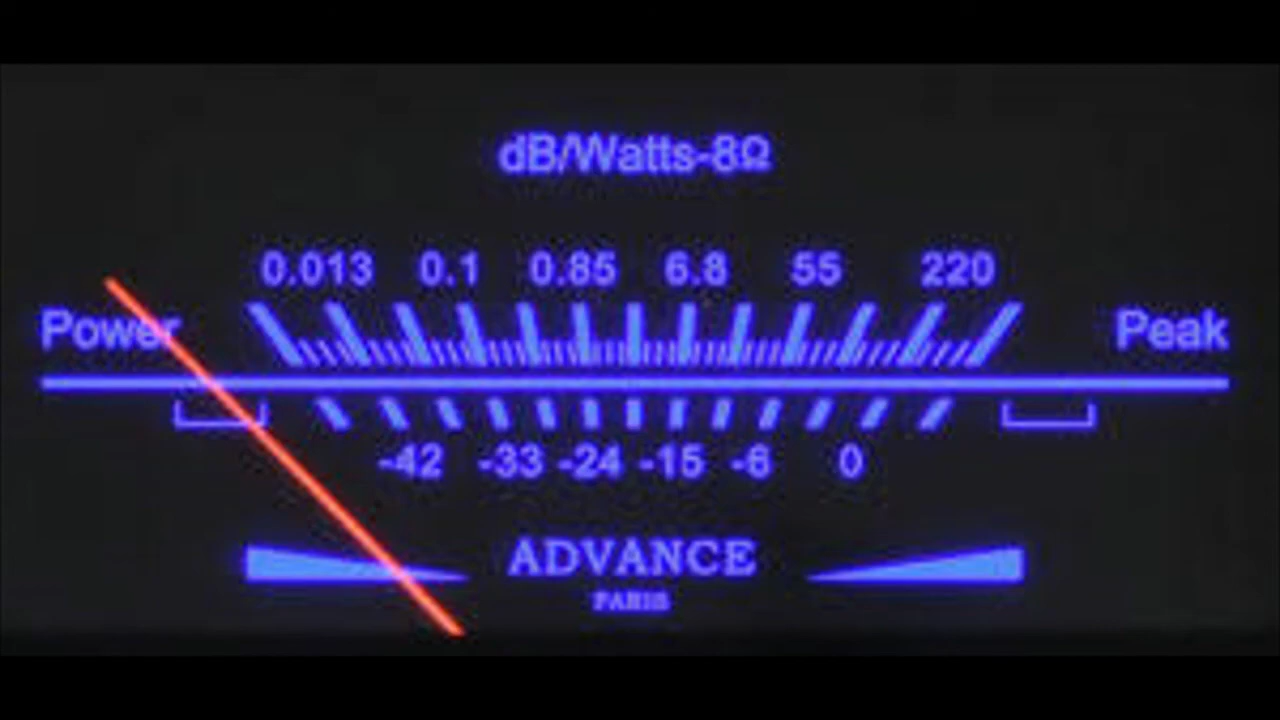 dB/Watts-8Ω
0.013 0.1 0.85 6.8 55 220
Power Peak
-42 -33 -24 -15 -6 0
ADVANCE
PARIS